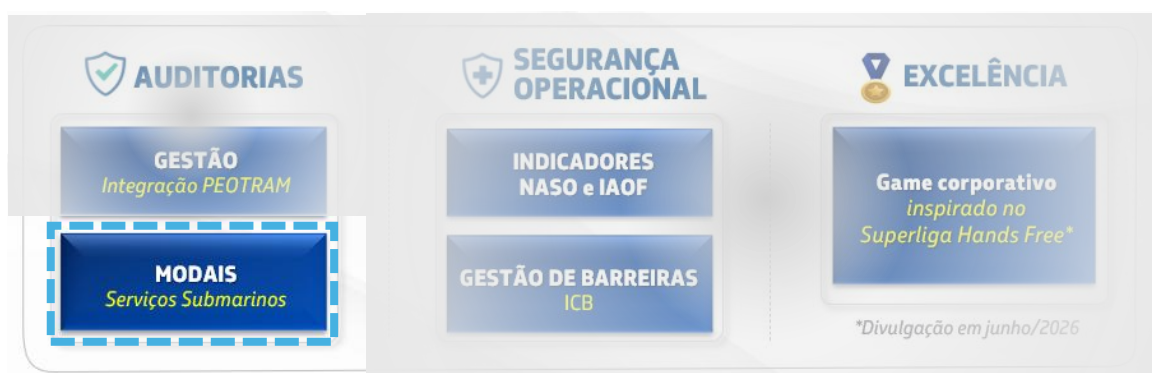 AUDITORIAS
GESTÃO
Integração PEOTRAM
MODAIS
Serviços Submarinos
SEGURANÇA
OPERACIONAL
INDICADORES
NASO e IAOF
GESTÃO DE BARREIRAS
ICB
EXCELÊNCIA
Game corporativo
inspirado no
Superliga Hands Free*
*Divulgação em junho/2026